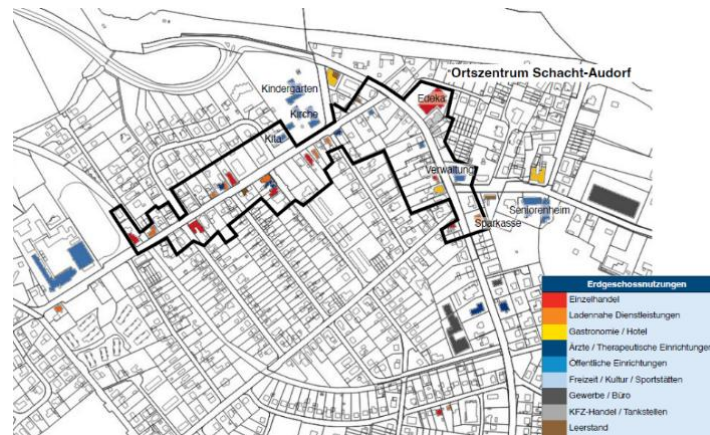 Ortszentrum Schacht-Audorf
Kindergarten
Edeka
Kirche
Kita
Verwaltung
Seniorenheim
Sparkasse
Erdgeschossnutzungen
Einzelhandel
Ladennahe Dienstleistungen
Gastronomie / Hotel
Ärzte / Therapeutische Einrichtungen
Öffentliche Einrichtungen
Freizeit / Kultur / Sportstätten
Gewerbe / Büro
KFZ-Handel / Tankstellen
Leerstand